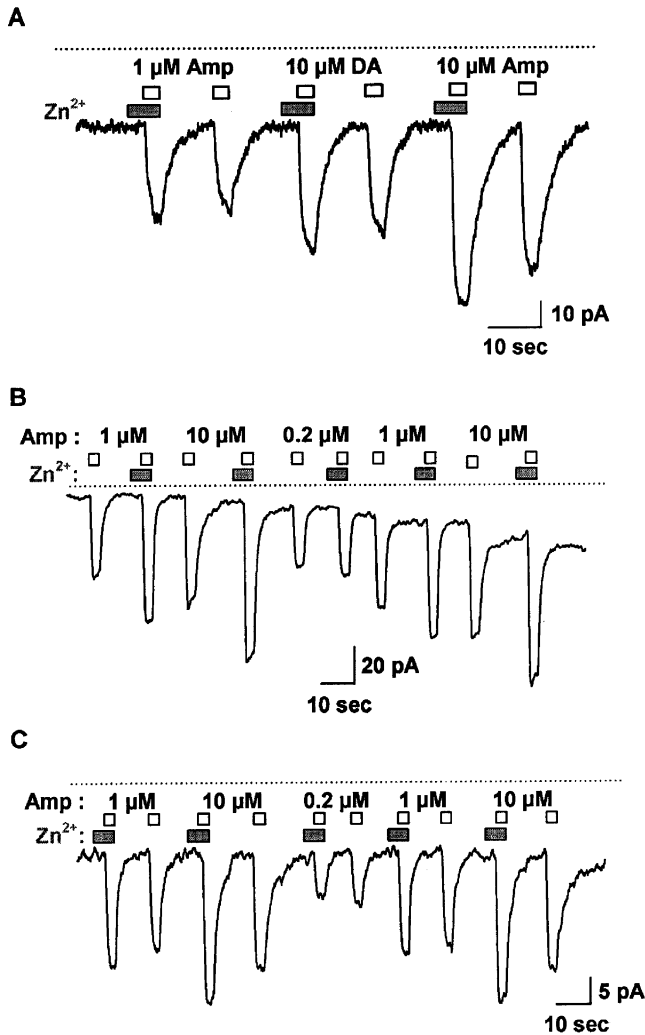 A
1 µM Amp 10 µM DA 10 µM Amp
Zn2+
10 pA
10 sec
B
Amp : 1 µM 10 µM 0.2 µM 1 µM 10 µM
Zn2+ :
20 pA
10 sec
C
Amp : 1 µM 10 µM 0.2 µM 1 µM 10 µM
Zn2+ :
5 pA
10 sec